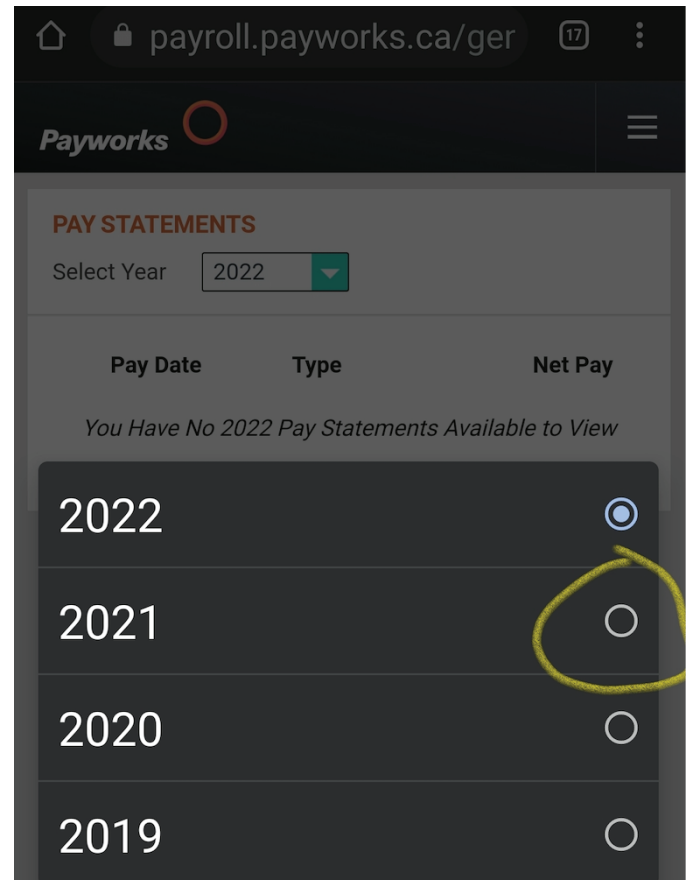 payroll.payworks.ca/ger 17
Payworks
PAY STATEMENTS
Select Year 2022
Pay Date Type Net Pay
You Have No 2022 Pay Statements Available to View
2022
2021
2020
2019